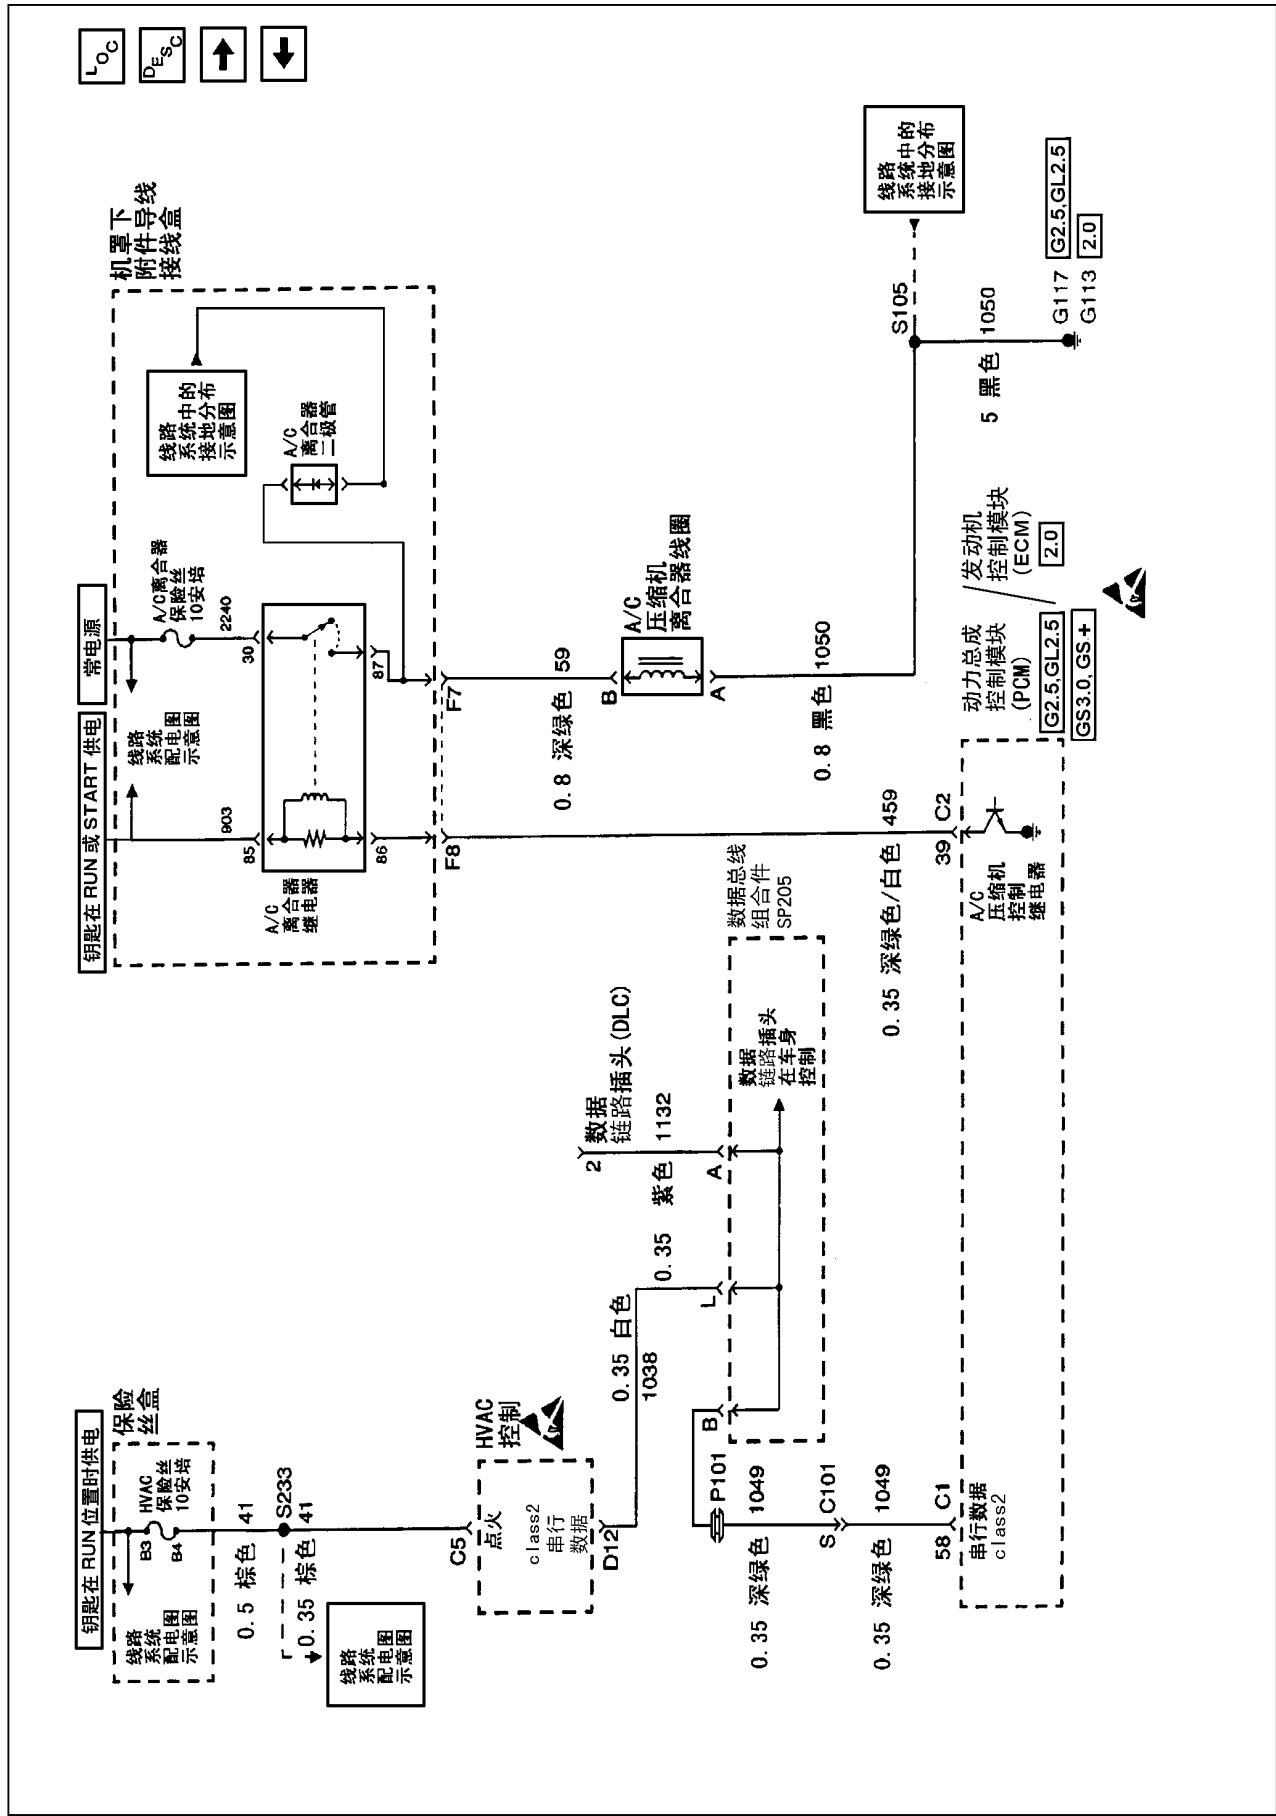 LOC
DESC
钥匙在 RUN 位置时供电
保险
丝盒
线路
系统
配电图
示意图
HVAC
保险丝
10安培
B3
B4
0.5 棕色
41
S233
0.35 棕色
41
线路
系统
配电图
示意图
C5
HVAC
控制
点火
class2
串行
数据
D12
0.35 白色
1038
2
数据
链路插头(DLC)
0.35 紫色
1132
B
L
A
数据总线
组合件
SP205
数据
链路插头
在车身
控制
P101
0.35 深绿色
1049
S
C101
0.35 深绿色
1049
58
C1
串行数据
class2
钥匙在 RUN 或 START 供电
常电源
机罩下
附件导线
接线盒
线路
系统
配电图
示意图
A/C离合器
保险丝
10安培
903
2240
85
30
86
87
A/C
离合器
继电器
线路
系统中的
接地分布
示意图
A/C
离合器
二极管
F8
F7
0.8 深绿色
59
B
A
A/C
压缩机
离合器线圈
0.8 黑色
1050
0.35 深绿色/白色
459
39
C2
A/C
压缩机
控制
继电器
动力总成
控制模块
(PCM)
G2.5,GL2.5
GS3.0, GS.+
/发动机
控制模块
(ECM)
2.0
线路
系统中的
接地分布
示意图
S105
5 黑色
1050
G117
G2.5,GL2.5
G113
2.0